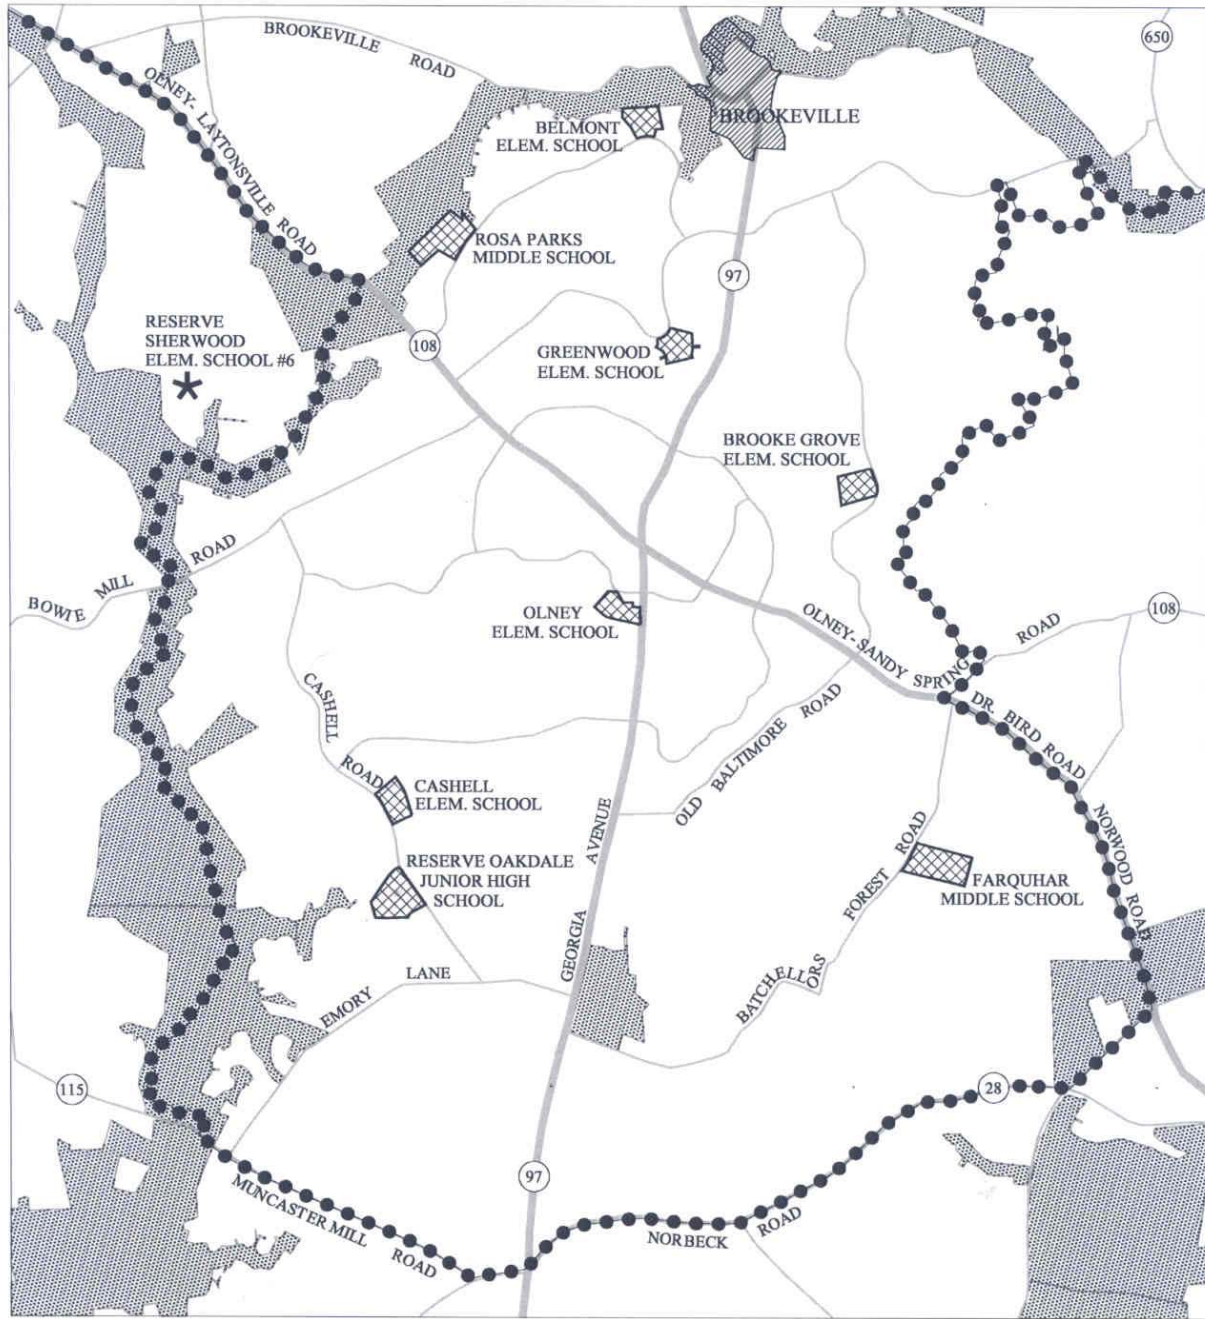 BROOKEVILLE ROAD
650
OLNEY- LAYTONSVILLE ROAD
BELMONT
ELEM. SCHOOL
BROOKEVILLE
ROSA PARKS
MIDDLE SCHOOL
97
RESERVE
SHERWOOD
ELEM. SCHOOL #6
108
GREENWOOD
ELEM. SCHOOL
BROOKE GROVE
ELEM. SCHOOL
BOWIE MILL ROAD
OLNEY
ELEM. SCHOOL
OLNEY-SANDY SPRING ROAD
108
CASHELL ROAD
OLD BALTIMORE ROAD
DR. BIRD ROAD
CASHELL
ELEM. SCHOOL
GEORGIA AVENUE
NORWOOD ROAD
RESERVE OAKDALE
JUNIOR HIGH
SCHOOL
BATCHELLORS FOREST ROAD
FARQUHAR
MIDDLE SCHOOL
EMORY LANE
115
28
97
MUNCASTER MILL ROAD
NORBECK ROAD